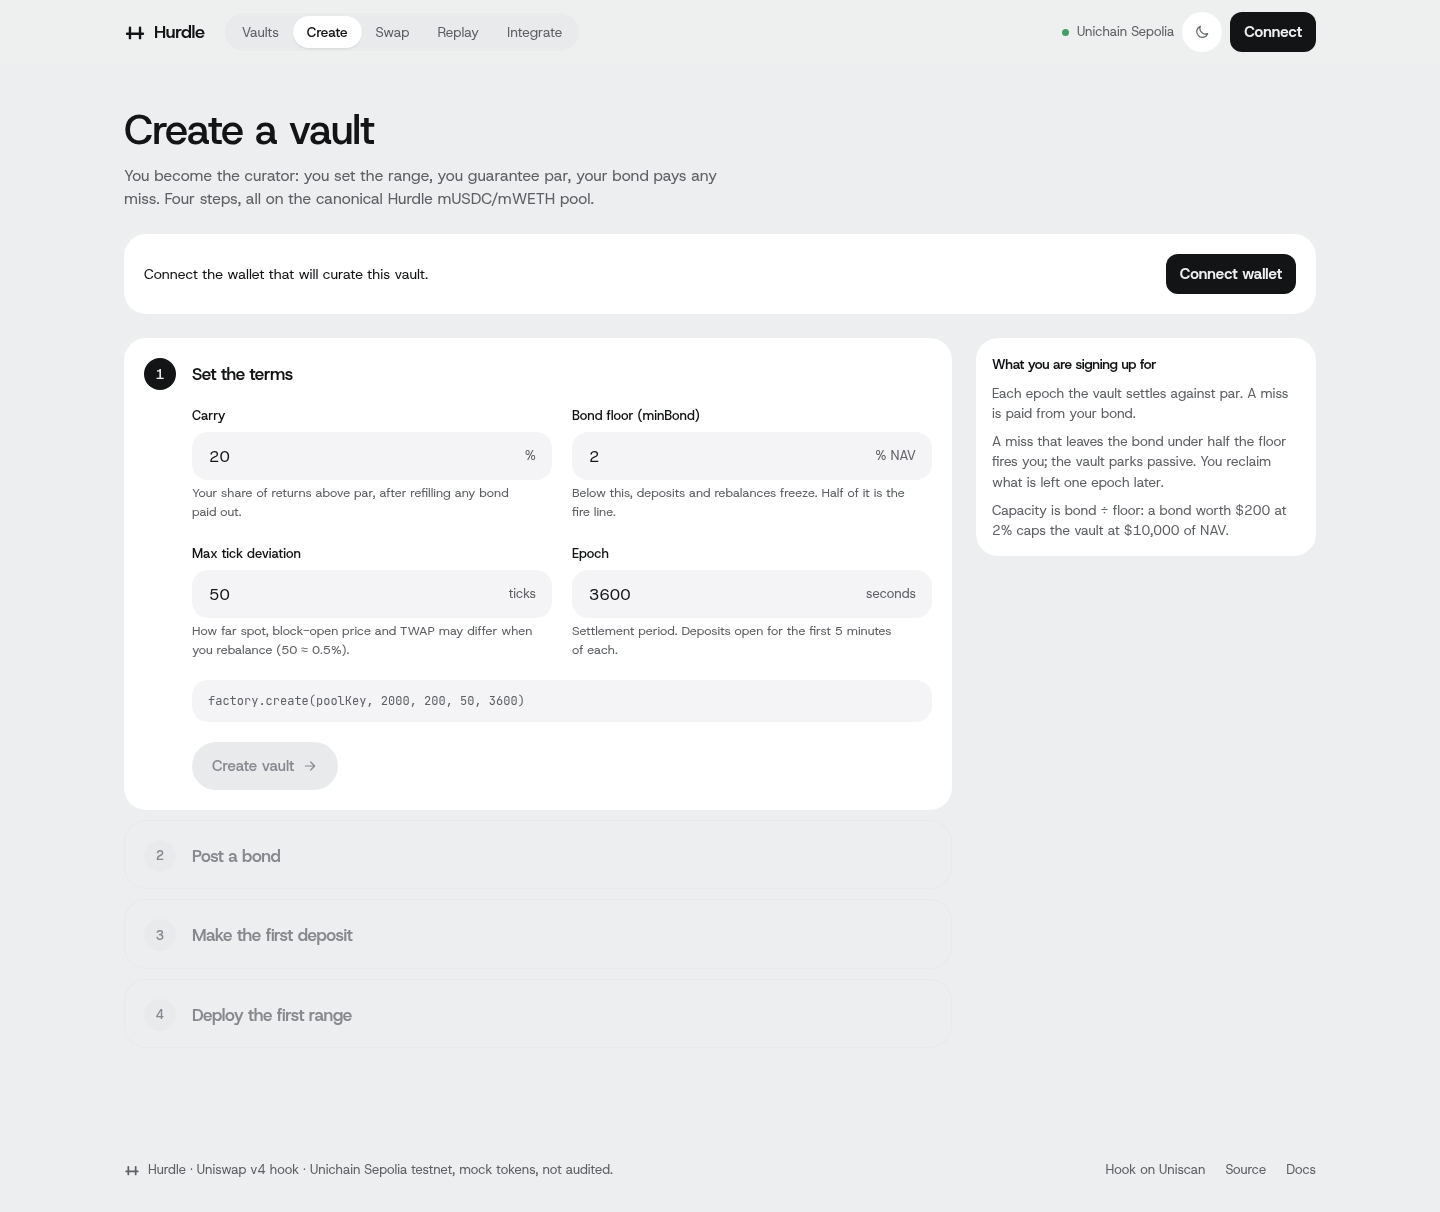 Hurdle
Vaults
Create
Swap
Replay
Integrate
Unichain Sepolia
Connect
Create a vault
You become the curator: you set the range, you guarantee par, your bond pays any
miss. Four steps, all on the canonical Hurdle mUSDC/mWETH pool.
Connect the wallet that will curate this vault.
Connect wallet
1
Set the terms
Carry
20
%
Your share of returns above par, after refilling any bond
paid out.
Bond floor (minBond)
2
% NAV
Below this, deposits and rebalances freeze. Half of it is the
fire line.
Max tick deviation
50
ticks
How far spot, block-open price and TWAP may differ when
you rebalance (50 ≈ 0.5%).
Epoch
3600
seconds
Settlement period. Deposits open for the first 5 minutes
of each.
factory.create(poolKey, 2000, 200, 50, 3600)
Create vault →
What you are signing up for
Each epoch the vault settles against par. A miss
is paid from your bond.
A miss that leaves the bond under half the floor
fires you; the vault parks passive. You reclaim
what is left one epoch later.
Capacity is bond ÷ floor: a bond worth $200 at
2% caps the vault at $10,000 of NAV.
2
Post a bond
3
Make the first deposit
4
Deploy the first range
Hurdle · Uniswap v4 hook · Unichain Sepolia testnet, mock tokens, not audited.
Hook on Uniscan
Source
Docs